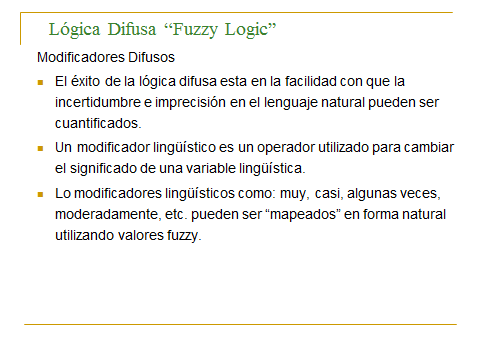 Lógica Difusa “Fuzzy Logic”
Modificadores Difusos
El éxito de la lógica difusa esta en la facilidad con que la
incertidumbre e imprecisión en el lenguaje natural pueden ser
cuantificados.
Un modificador lingüístico es un operador utilizado para cambiar
el significado de una variable lingüística.
Lo modificadores lingüísticos como: muy, casi, algunas veces,
moderadamente, etc. pueden ser “mapeados” en forma natural
utilizando valores fuzzy.